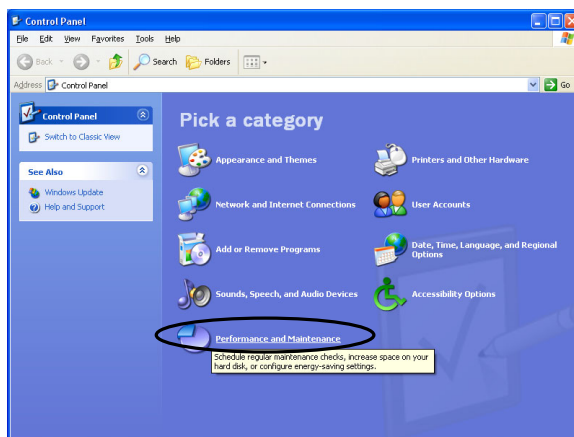 Control Panel
File Edit View Favorites Tools Help
Back Search Folders
Address Control Panel Go
Control Panel
Switch to Classic View
See Also
Windows Update
Help and Support
Pick a category
Appearance and Themes
Printers and Other Hardware
Network and Internet Connections
User Accounts
Add or Remove Programs
Date, Time, Language, and Regional
Options
Sounds, Speech, and Audio Devices
Accessibility Options
Performance and Maintenance
Schedule regular maintenance checks, increase space on your
hard disk, or configure energy-saving settings.